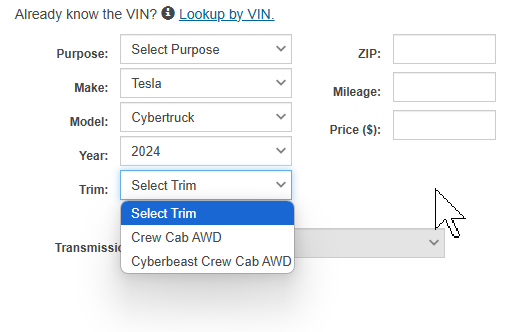 Already know the VIN? Lookup by VIN.
Purpose: Select Purpose
ZIP:
Make: Tesla
Mileage:
Model: Cybertruck
Price ($):
Year: 2024
Trim: Select Trim
Select Trim
Crew Cab AWD
Transmissio
Cyberbeast Crew Cab AWD